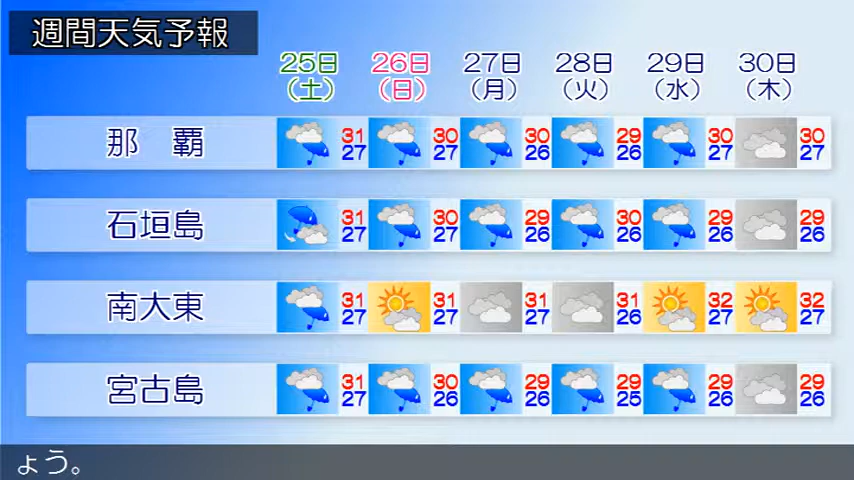 週間天気予報
25日 26日 27日 28日 29日 30日
(土) (日) (月) (火) (水) (木)
那 覇 31 27 30 27 30 26 29 26 30 27 30 27
石垣島 31 27 30 27 29 26 30 26 29 26 29 26
南大東 31 27 31 27 31 27 31 26 32 27 32 27
宮古島 31 27 30 26 29 26 29 25 29 26 29 26
ょう。